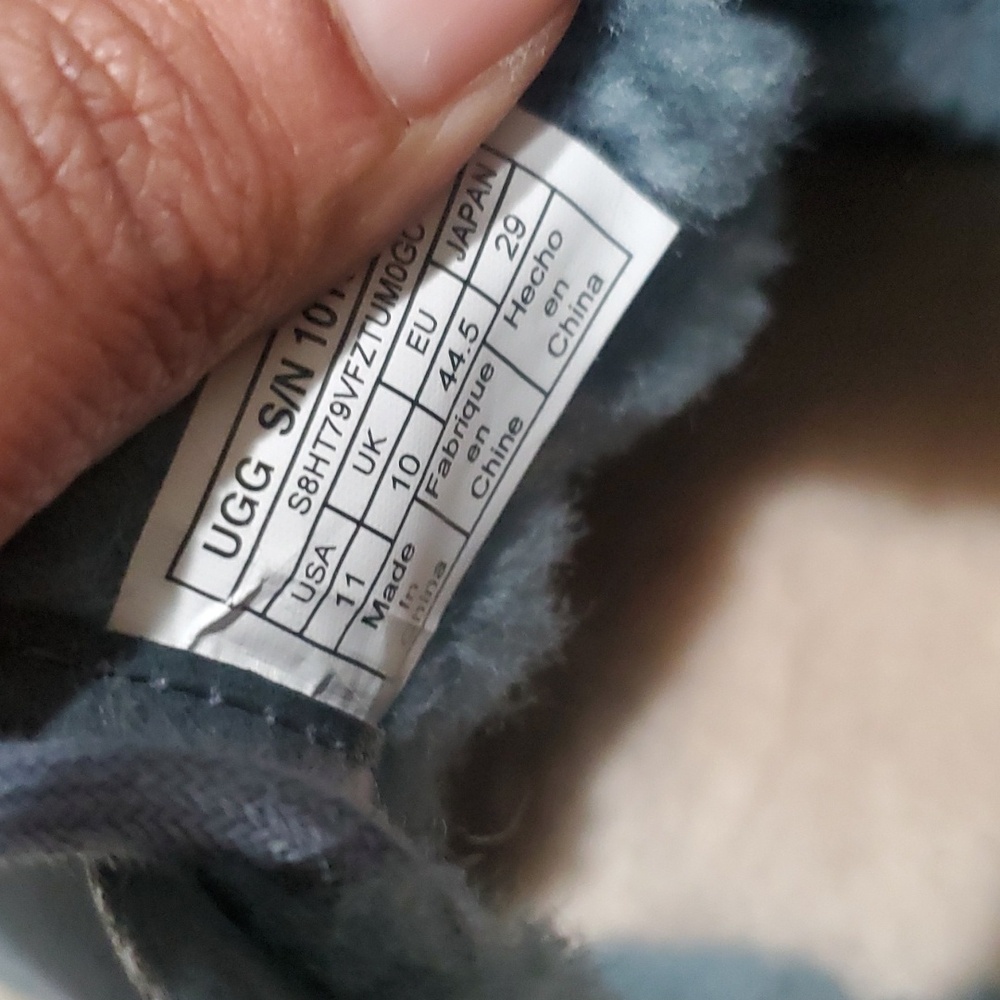 UGG S/N 101
S8HT79VFZTUM0GC
USA UK EU JAPAN
11 10 44.5 29
Made Fabrique Hecho
In en en
China Chine China